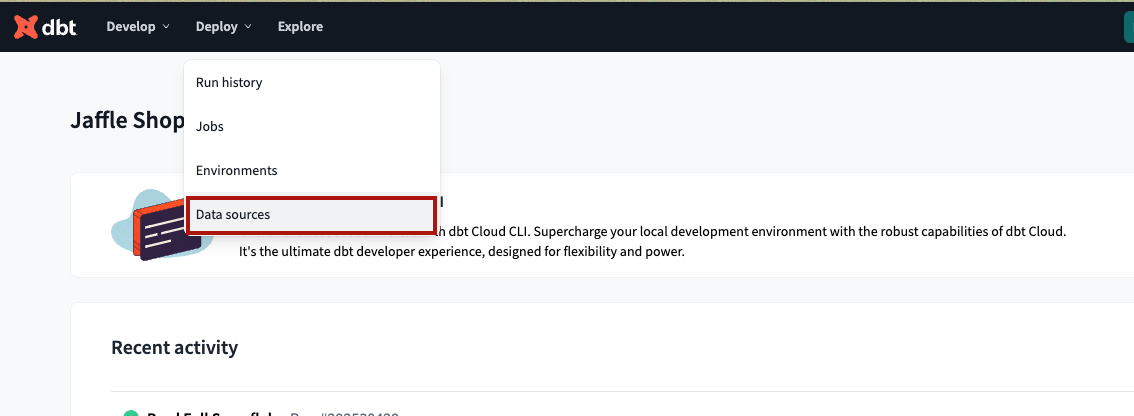 dbt Develop Deploy Explore
Run history
Jaffle Shop
Jobs
Environments
Data sources
dbt Cloud CLI. Supercharge your local development environment with the robust capabilities of dbt Cloud.
It's the ultimate dbt developer experience, designed for flexibility and power.
Recent activity